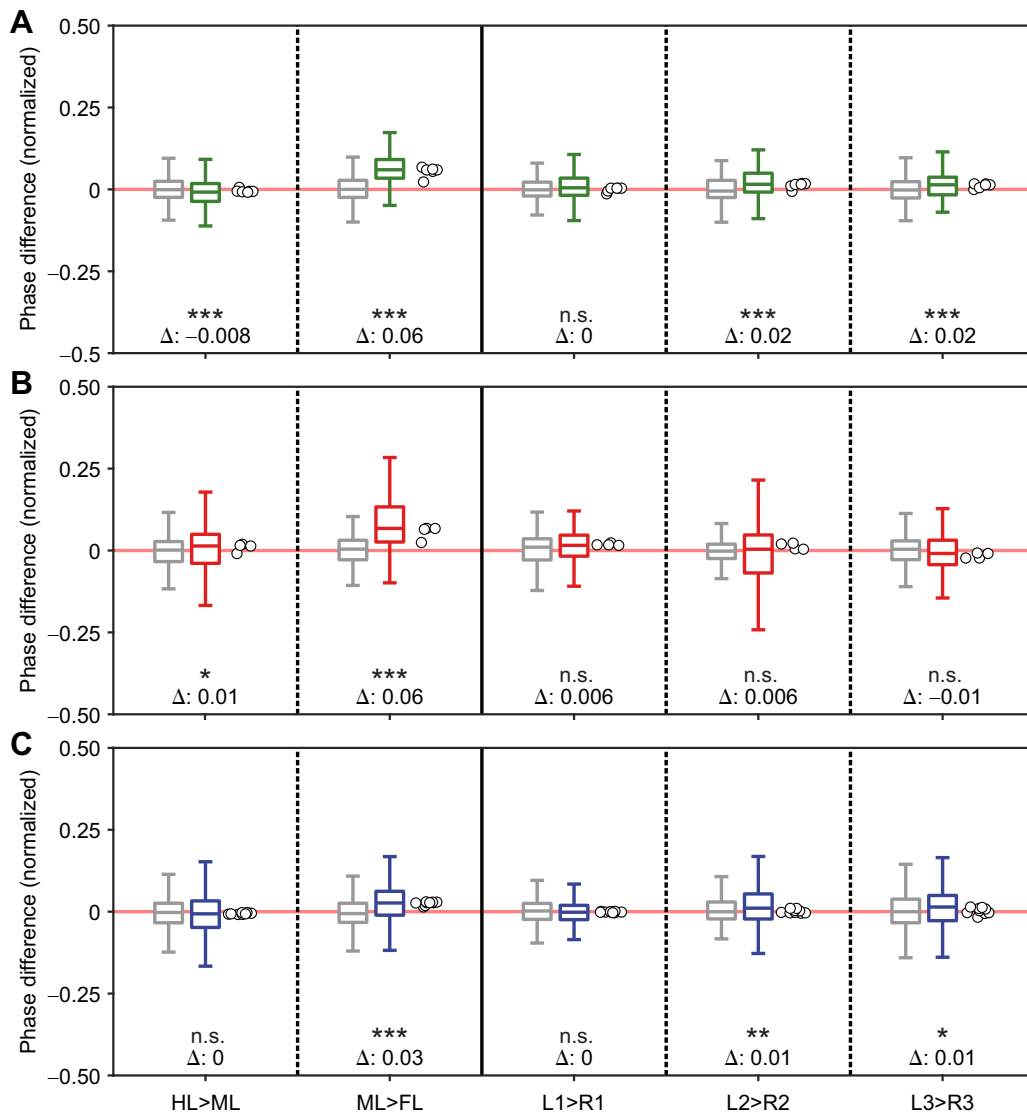 A
Phase difference (normalized)
0.50
0.25
0
−0.25
−0.5
*** *** n.s. *** ***
Δ: −0.008 Δ: 0.06 Δ: 0 Δ: 0.02 Δ: 0.02
B
Phase difference (normalized)
0.50
0.25
0
−0.25
−0.50
* *** n.s. n.s. n.s.
Δ: 0.01 Δ: 0.06 Δ: 0.006 Δ: 0.006 Δ: −0.01
C
Phase difference (normalized)
0.50
0.25
0
−0.25
−0.50
n.s. *** n.s. ** *
Δ: 0 Δ: 0.03 Δ: 0 Δ: 0.01 Δ: 0.01
HL>ML ML>FL L1>R1 L2>R2 L3>R3